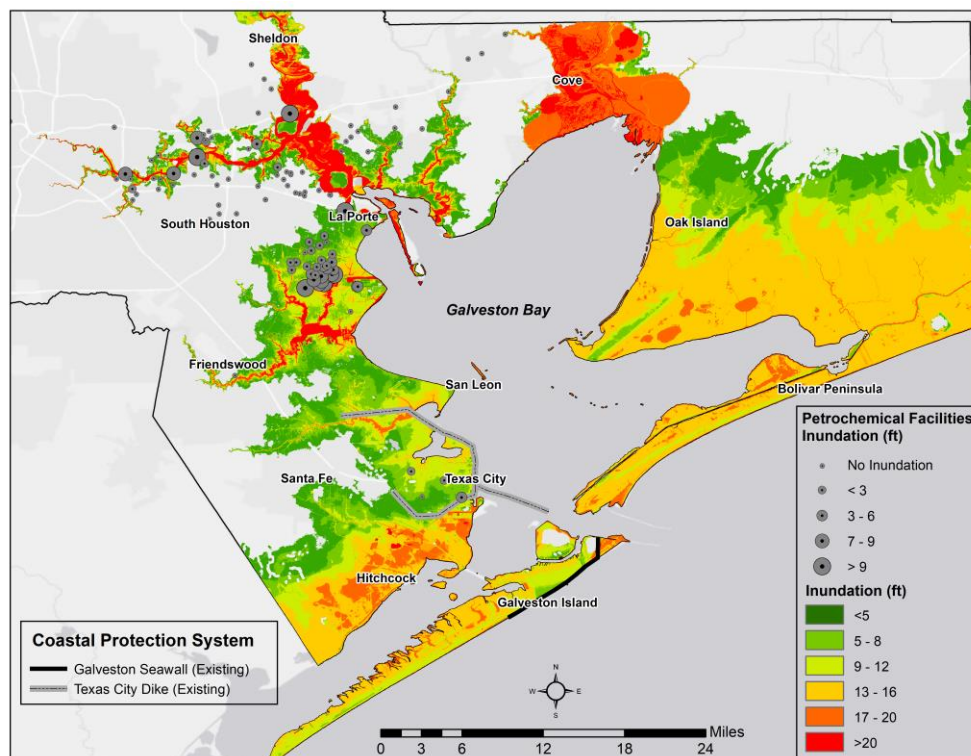 Sheldon
Cove
South Houston
La Porte
Oak Island
Galveston Bay
Friendswood
San Leon
Bolivar Peninsula
Santa Fe
Texas City
Hitchcock
Galveston Island
Petrochemical Facilities
Inundation (ft)
No Inundation
< 3
3 - 6
7 - 9
> 9
Inundation (ft)
<5
5 - 8
9 - 12
13 - 16
17 - 20
>20
Coastal Protection System
Galveston Seawall (Existing)
Texas City Dike (Existing)
N
W E
S
Miles
0 3 6 12 18 24